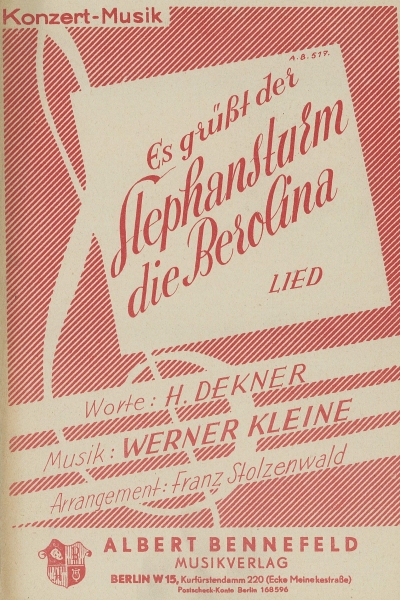 Konzert-Musik
A.B.517.
Es grüßt der
Stephansturm
die Berolina
LIED
Worte: H. DEKNER
Musik: WERNER KLEINE
Arrangement: Franz Stolzenwald
ALBERT BENNEFELD
MUSIKVERLAG
BERLIN W 15, Kurfürstendamm 220 (Ecke Meinekestraße)
Postscheck-Konto Berlin 168596